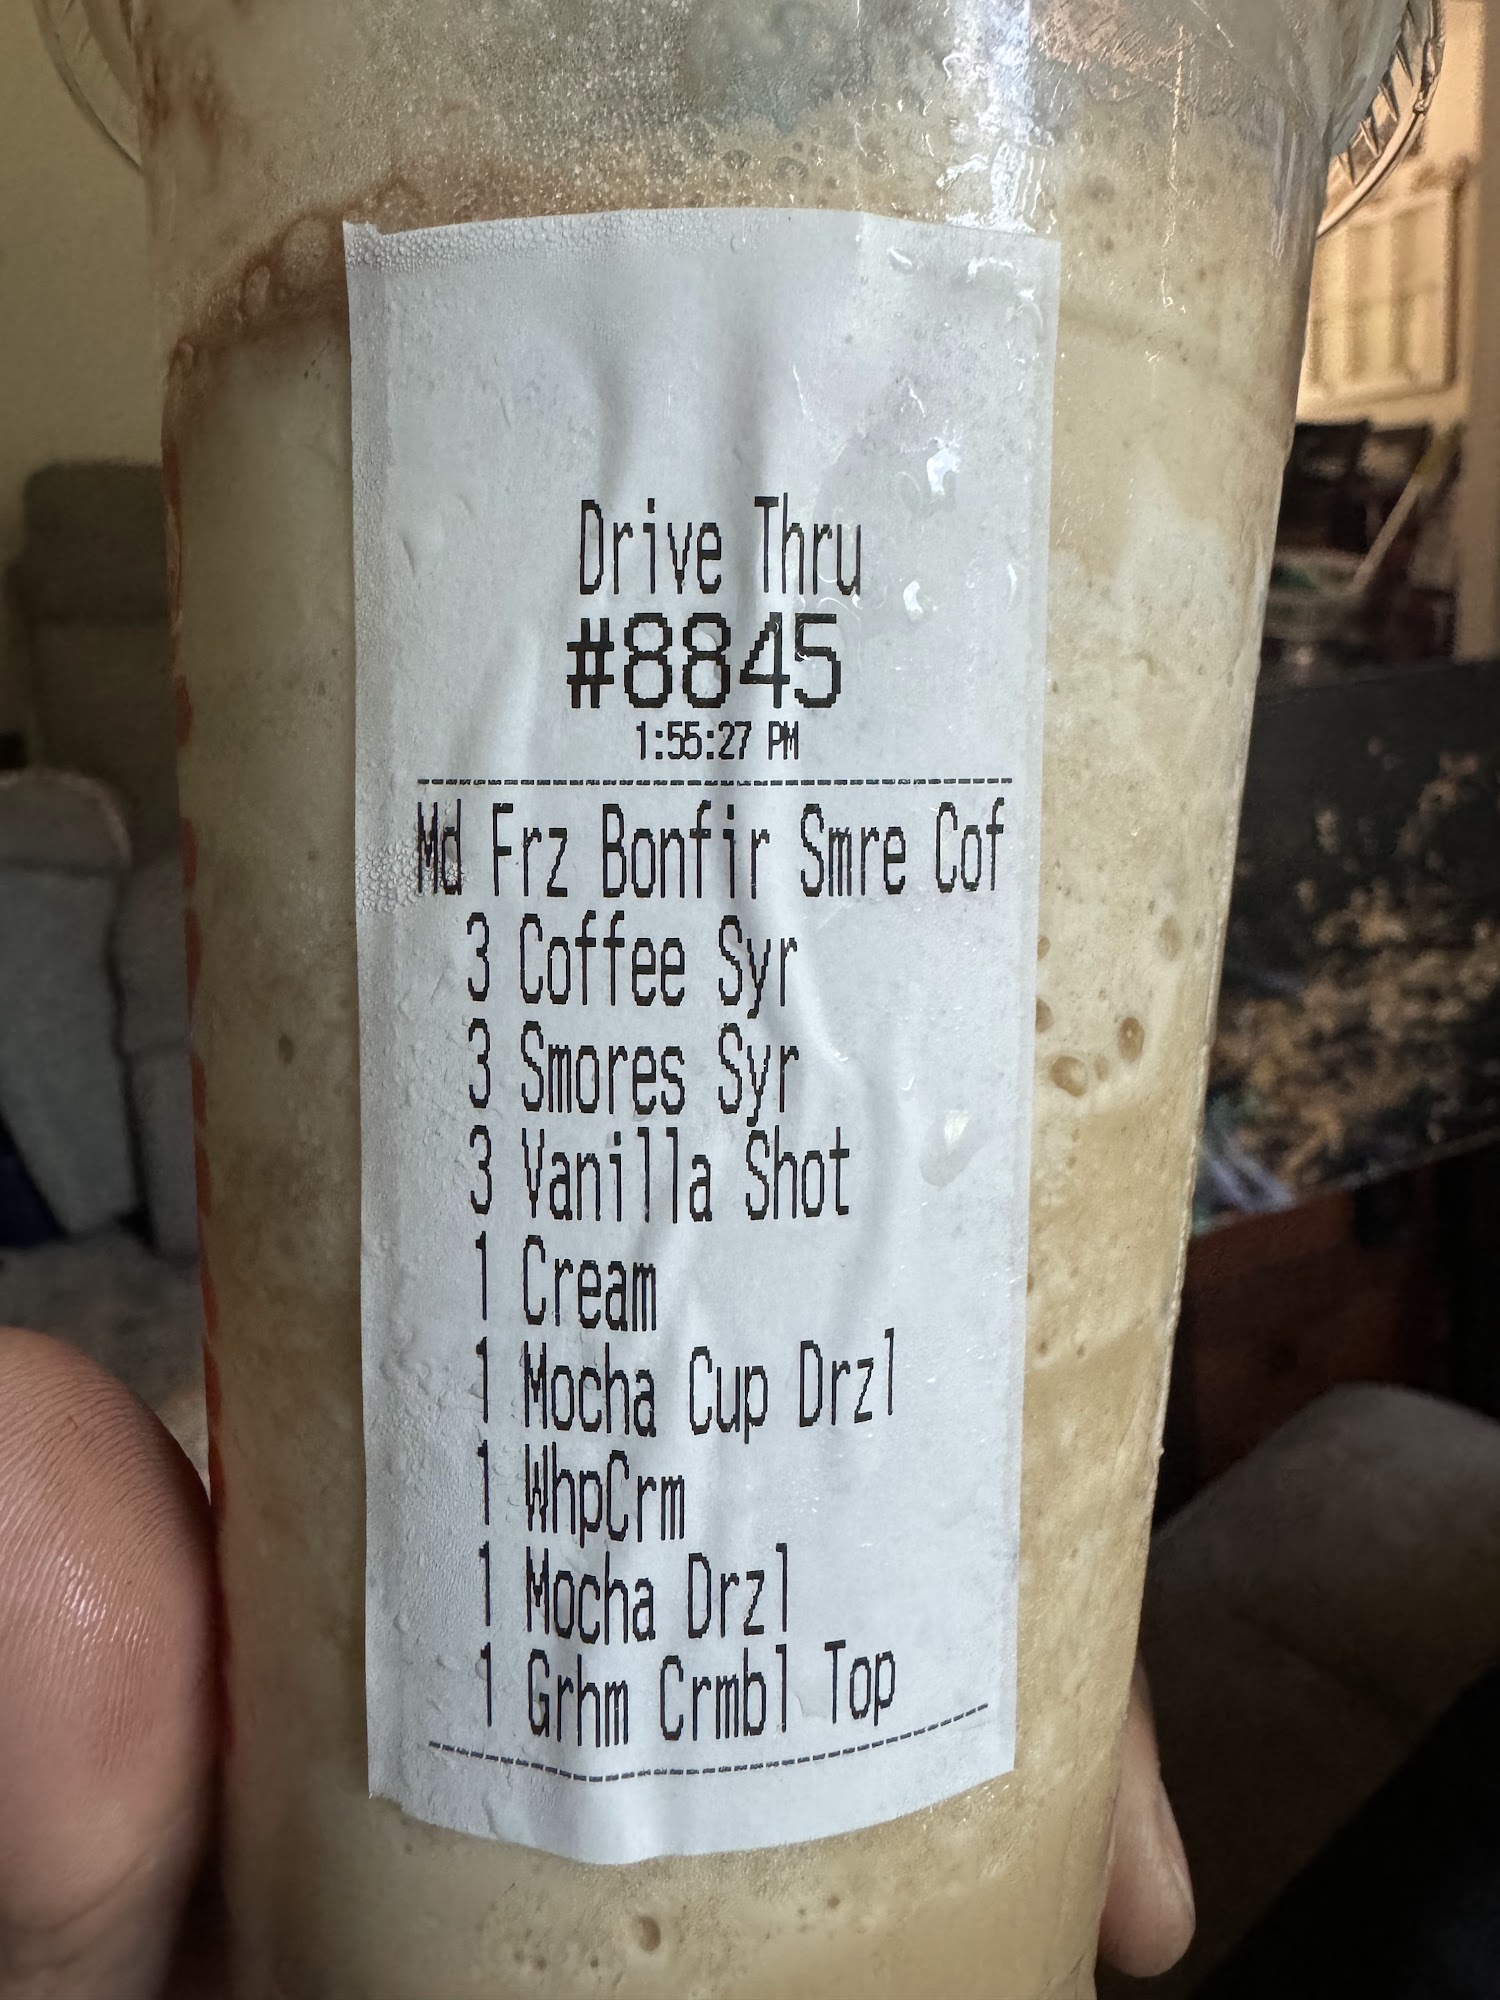 Drive Thru
#8845
1:55:27 PM
Md Frz Bonfir Smre Cof
3 Coffee Syr
3 Smores Syr
3 Vanilla Shot
1 Cream
1 Mocha Cup Drzl
1 WhpCrm
1 Mocha Drzl
1 Grhm Crmbl Top